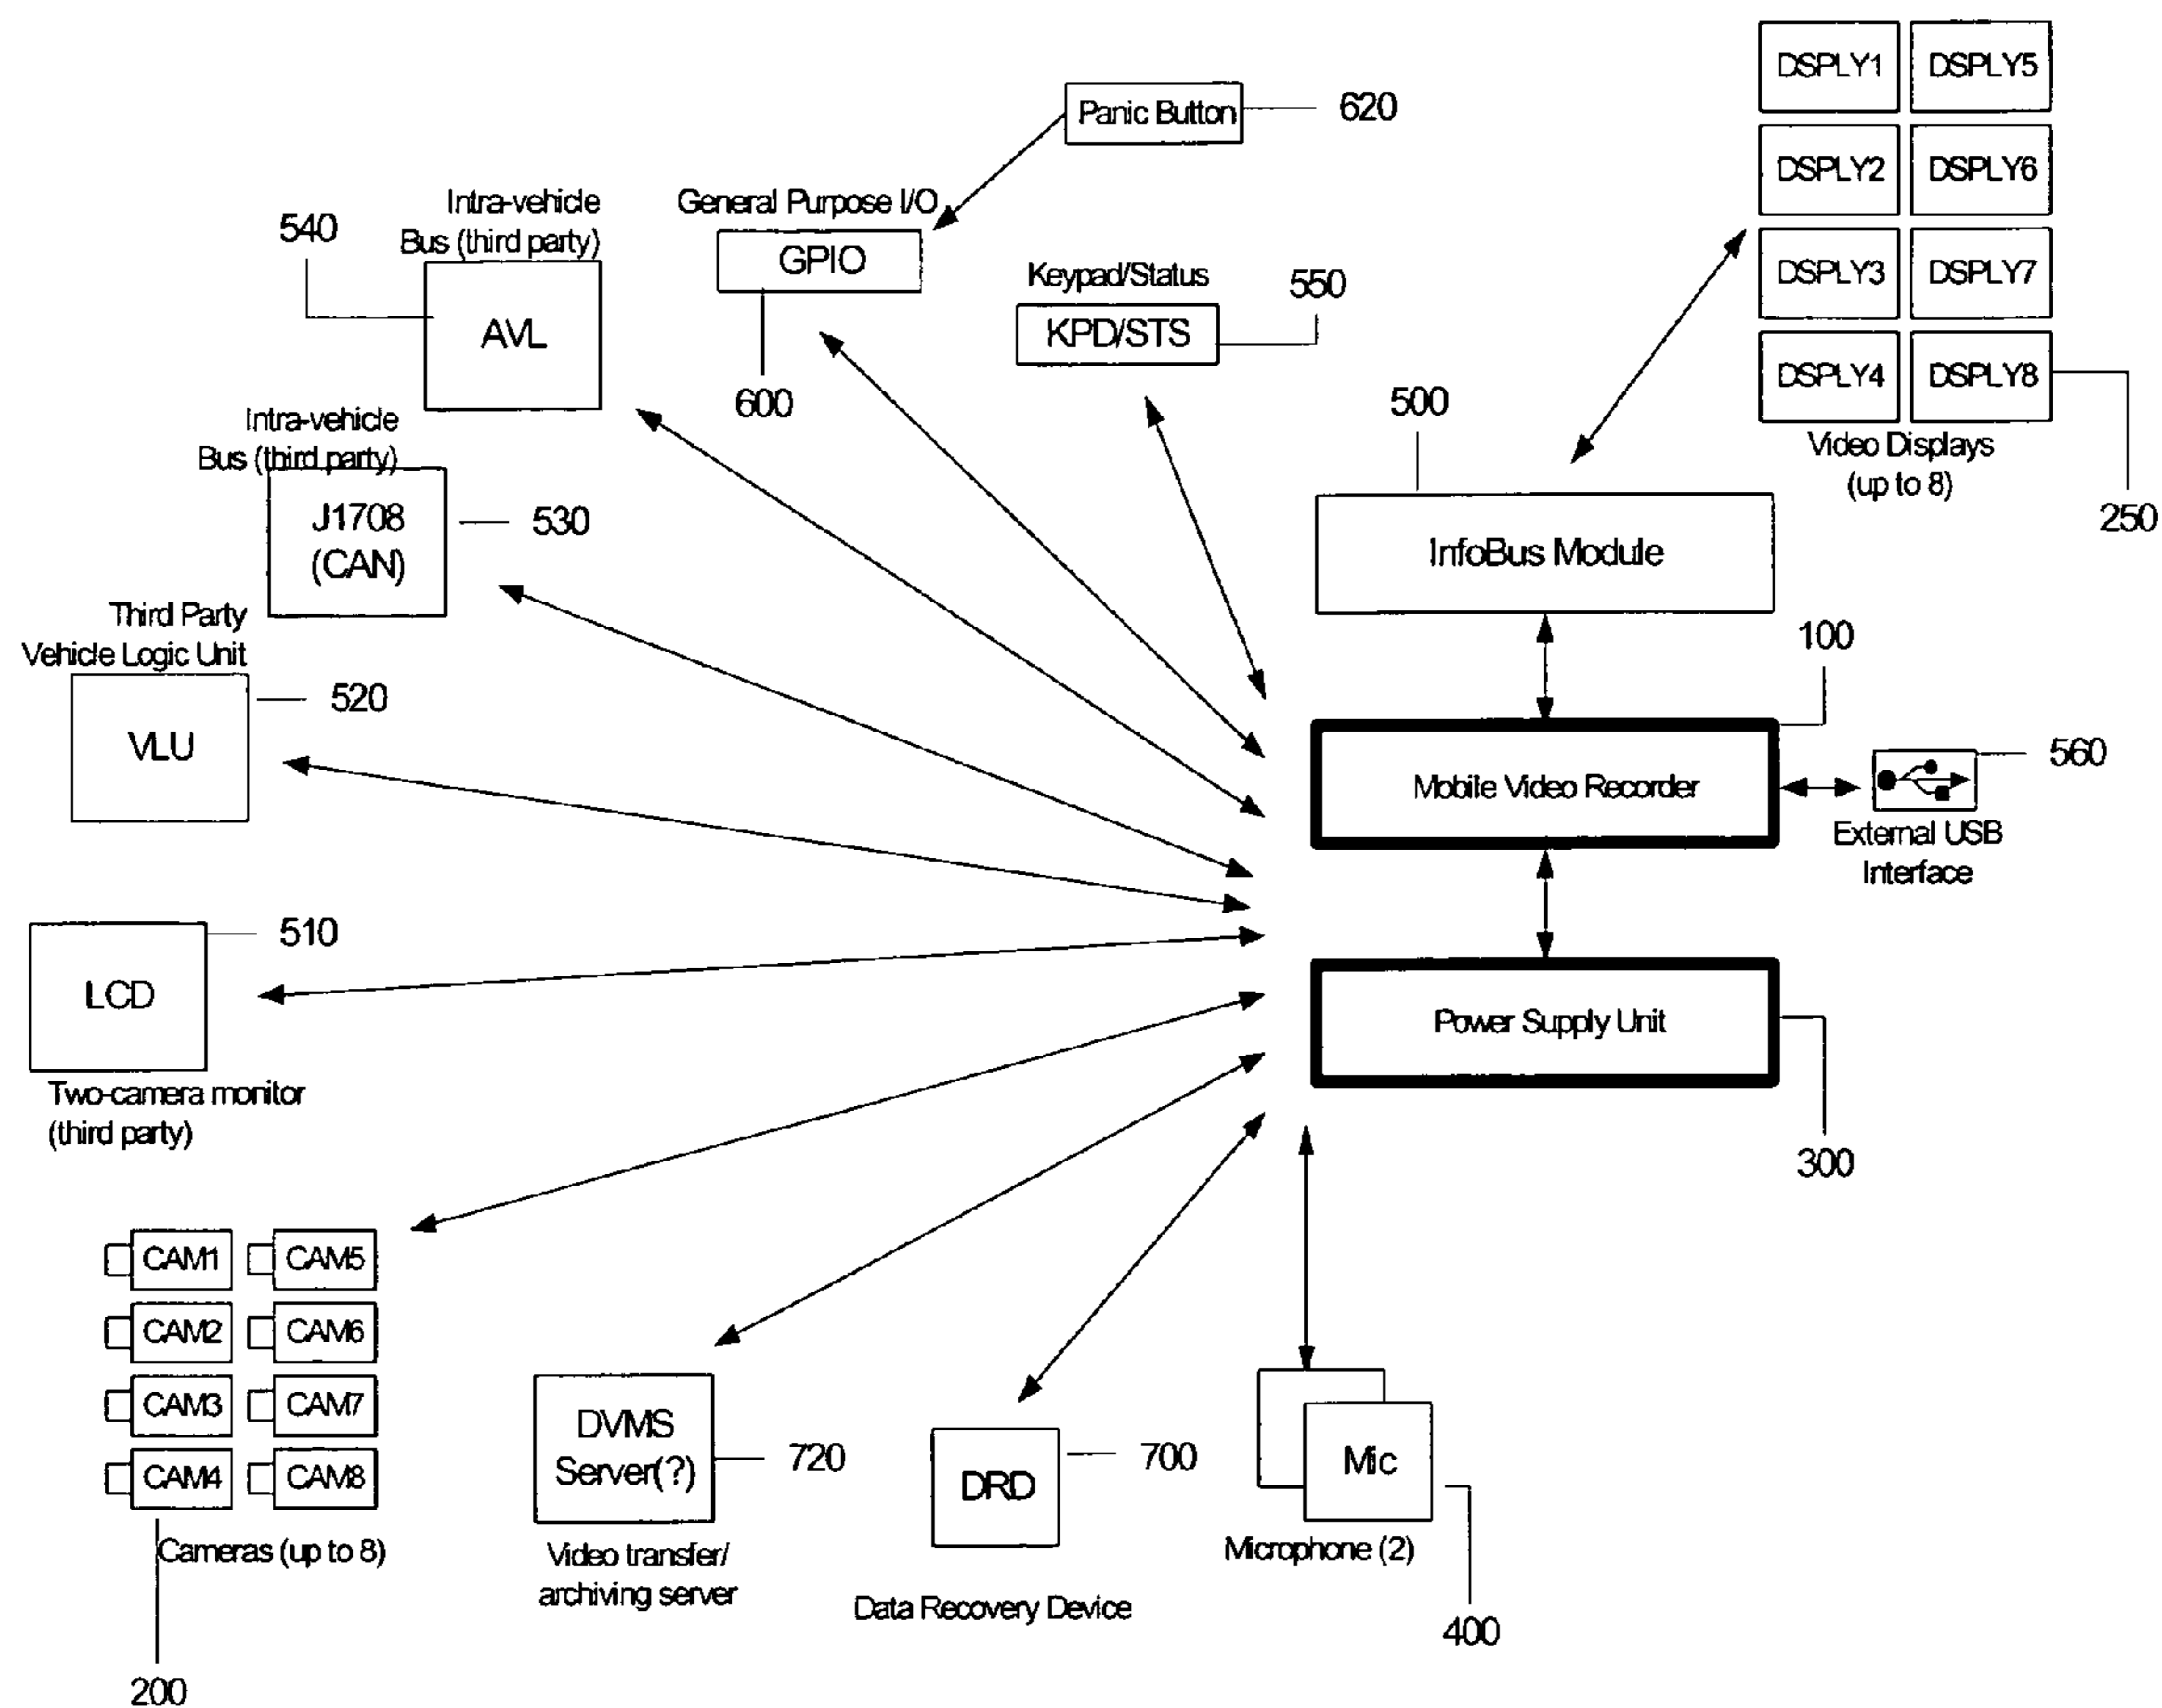 DSPLY1
DSPLY5
Panic Button
620
DSPLY2
DSPLY6
Intra-vehicle
Bus (third party)
540
General Purpose I/O
GPIO
600
Keypad/Status
KPD/STS
550
DSPLY3
DSPLY7
AVL
DSPLY4
DSPLY8
Video Displays
(up to 8)
250
500
Intra-vehicle
Bus (third party)
J1708
(CAN)
530
InfoBus Module
Third Party
Vehicle Logic Unit
520
VLU
100
Mobile Video Recorder
560
External USB
Interface
510
LCD
Two-camera monitor
(third party)
Power Supply Unit
300
CAM1
CAM5
CAM2
CAM6
CAM3
CAM7
CAM4
CAM8
Cameras (up to 8)
200
DVMS
Server(?)
720
Video transfer/
archiving server
DRD
700
Data Recovery Device
Mic
Microphone (2)
400